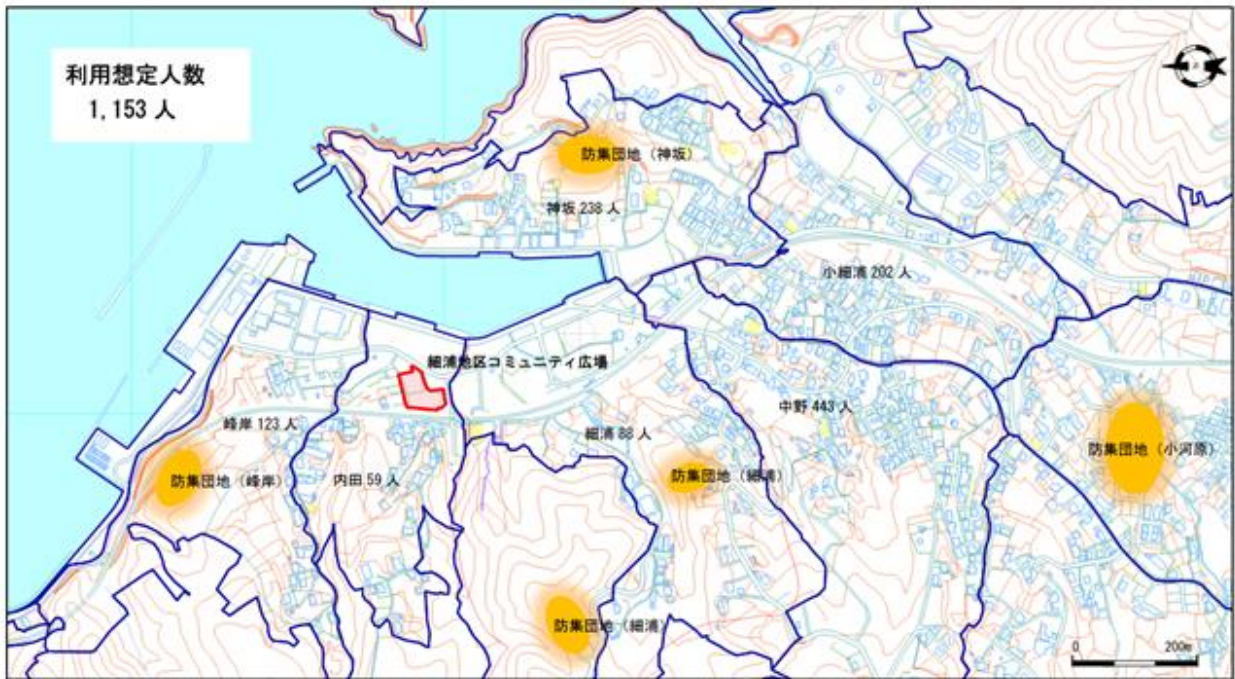 利用想定人数
1,153 人
防集団地（神坂）
神坂 238 人
小細浦 202 人
細浦地区コミュニティ広場
中野 443 人
峰岸 123 人
細浦 88 人
防集団地（小河原）
防集団地（峰岸）
内田 59 人
防集団地（細浦）
防集団地（細浦）
0 200m